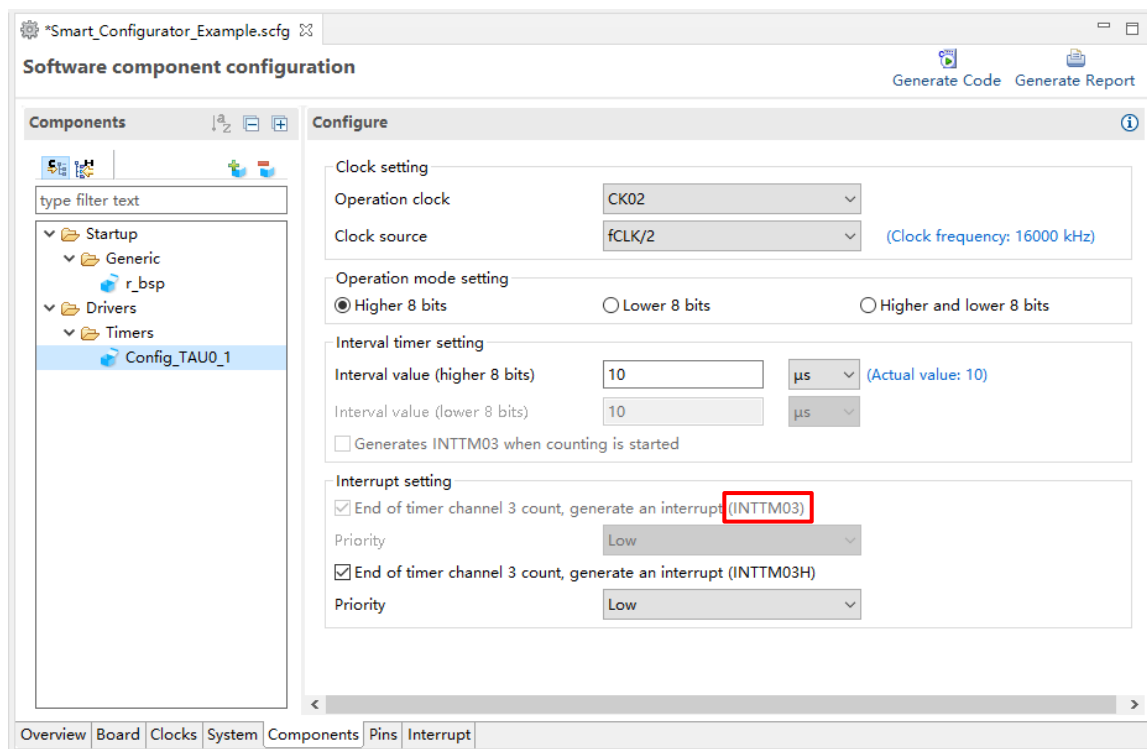 *Smart_Configurator_Example.scfg
Software component configuration
Generate Code Generate Report
Components
Configure
type filter text
Startup
Generic
r_bsp
Drivers
Timers
Config_TAU0_1
Clock setting
Operation clock CK02
Clock source fCLK/2 (Clock frequency: 16000 kHz)
Operation mode setting
Higher 8 bits Lower 8 bits Higher and lower 8 bits
Interval timer setting
Interval value (higher 8 bits) 10 μs (Actual value: 10)
Interval value (lower 8 bits) 10 μs
Generates INTTM03 when counting is started
Interrupt setting
End of timer channel 3 count, generate an interrupt (INTTM03)
Priority Low
End of timer channel 3 count, generate an interrupt (INTTM03H)
Priority Low
Overview Board Clocks System Components Pins Interrupt